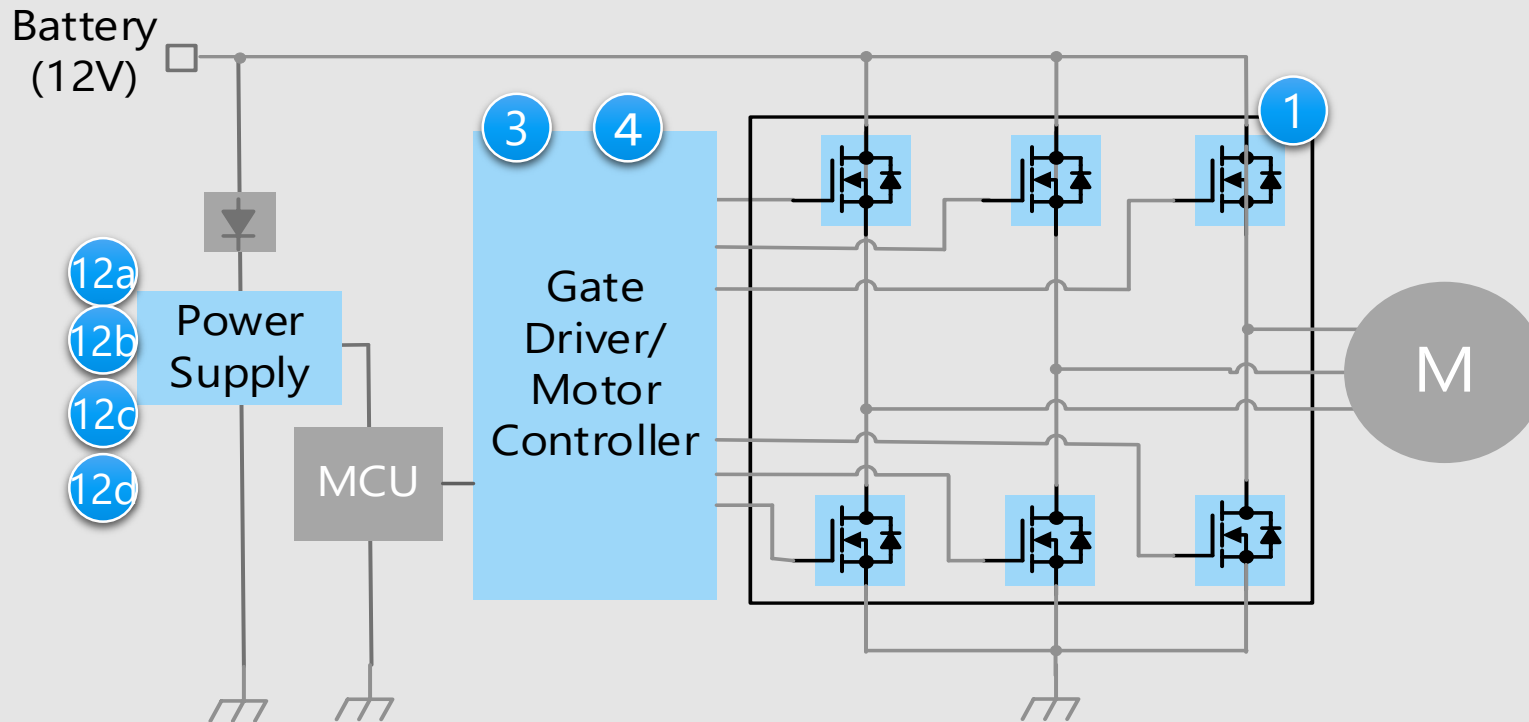 Battery
(12V)
3
4
1
12a
12b
12c
12d
Power
Supply
MCU
Gate
Driver/
Motor
Controller
M